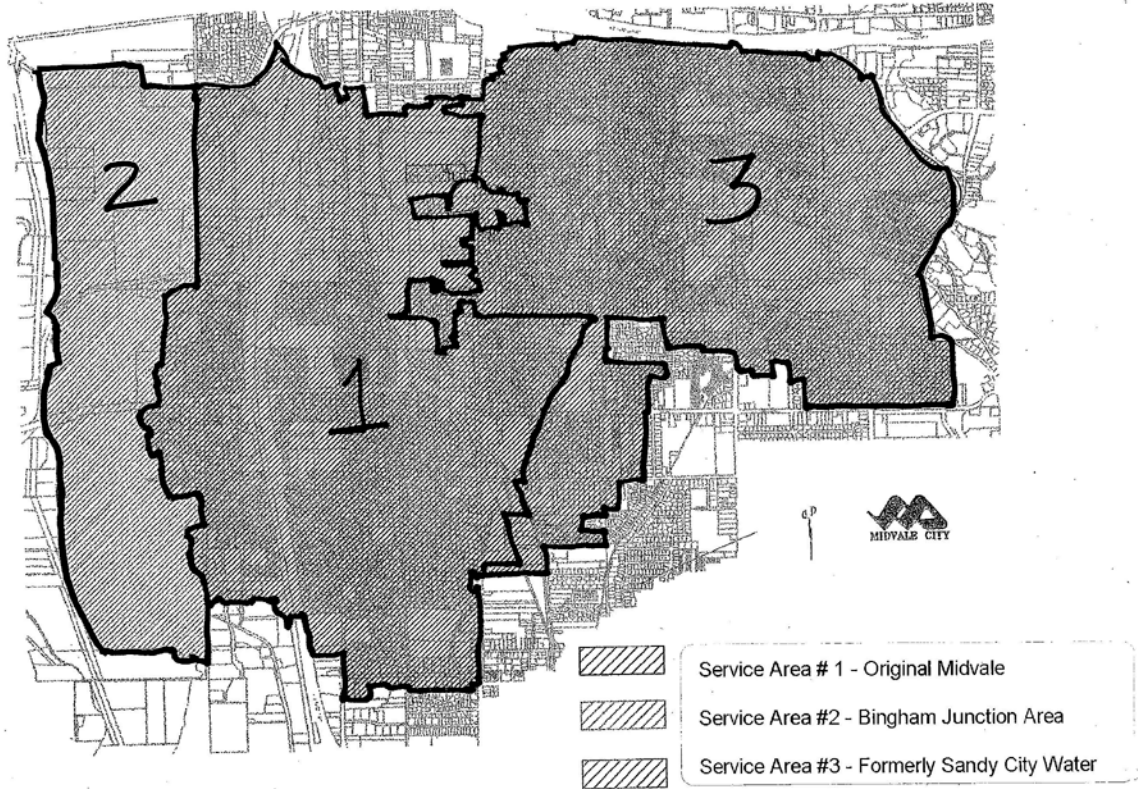 2
3
1
MIDVALE CITY
Service Area # 1 - Original Midvale
Service Area #2 - Bingham Junction Area
Service Area #3 - Formerly Sandy City Water